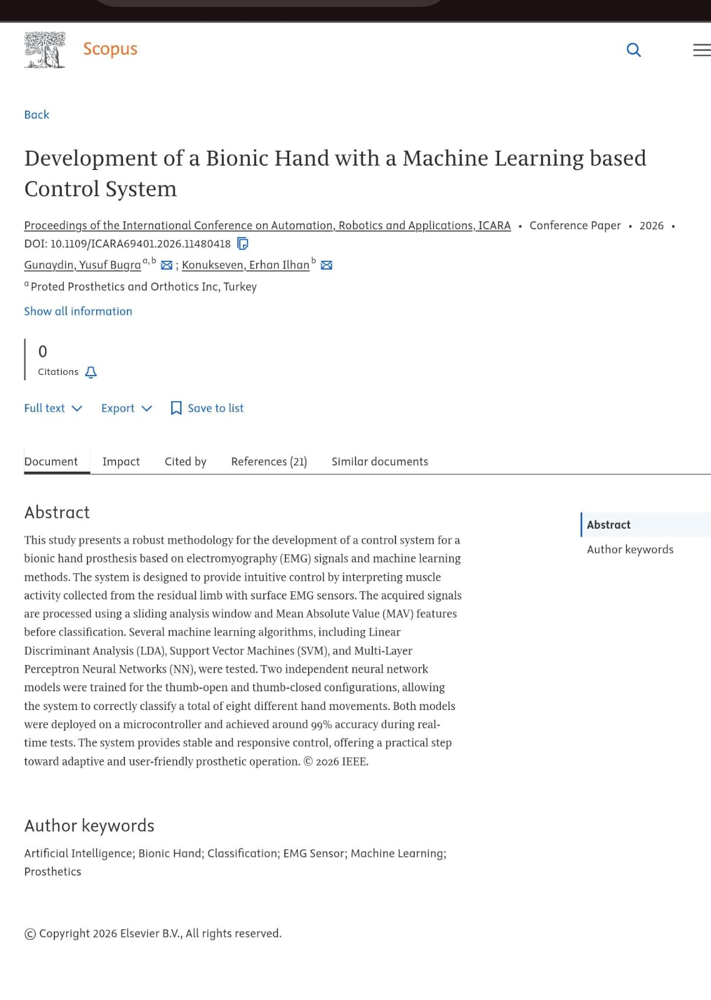 Scopus
Back
Development of a Bionic Hand with a Machine Learning based
Control System
Proceedings of the International Conference on Automation, Robotics and Applications, ICARA • Conference Paper • 2026 •
DOI: 10.1109/ICARA69401.2026.11480418
Gunaydin, Yusuf Bugra a, b ; Konukseven, Erhan Ilhan b
a Proted Prosthetics and Orthotics Inc, Turkey
Show all information
0
Citations
Full text Export Save to list
Document Impact Cited by References (21) Similar documents
Abstract
This study presents a robust methodology for the development of a control system for a
bionic hand prosthesis based on electromyography (EMG) signals and machine learning
methods. The system is designed to provide intuitive control by interpreting muscle
activity collected from the residual limb with surface EMG sensors. The acquired signals
are processed using a sliding analysis window and Mean Absolute Value (MAV) features
before classification. Several machine learning algorithms, including Linear
Discriminant Analysis (LDA), Support Vector Machines (SVM), and Multi-Layer
Perceptron Neural Networks (NN), were tested. Two independent neural network
models were trained for the thumb-open and thumb-closed configurations, allowing
the system to correctly classify a total of eight different hand movements. Both models
were deployed on a microcontroller and achieved around 99% accuracy during real-
time tests. The system provides stable and responsive control, offering a practical step
toward adaptive and user-friendly prosthetic operation. © 2026 IEEE.
Abstract
Author keywords
Author keywords
Artificial Intelligence; Bionic Hand; Classification; EMG Sensor; Machine Learning;
Prosthetics
© Copyright 2026 Elsevier B.V., All rights reserved.